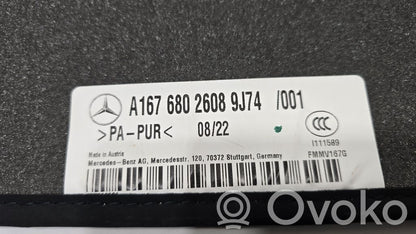 A167 680 2608 9J74 /001
>PA-PUR< 08/22
CCC
I111589
Made in Austria
Mercedes-Benz AG, Mercedesstr. 120, 70372 Stuttgart, Germany
FMMV167G
Ovoko